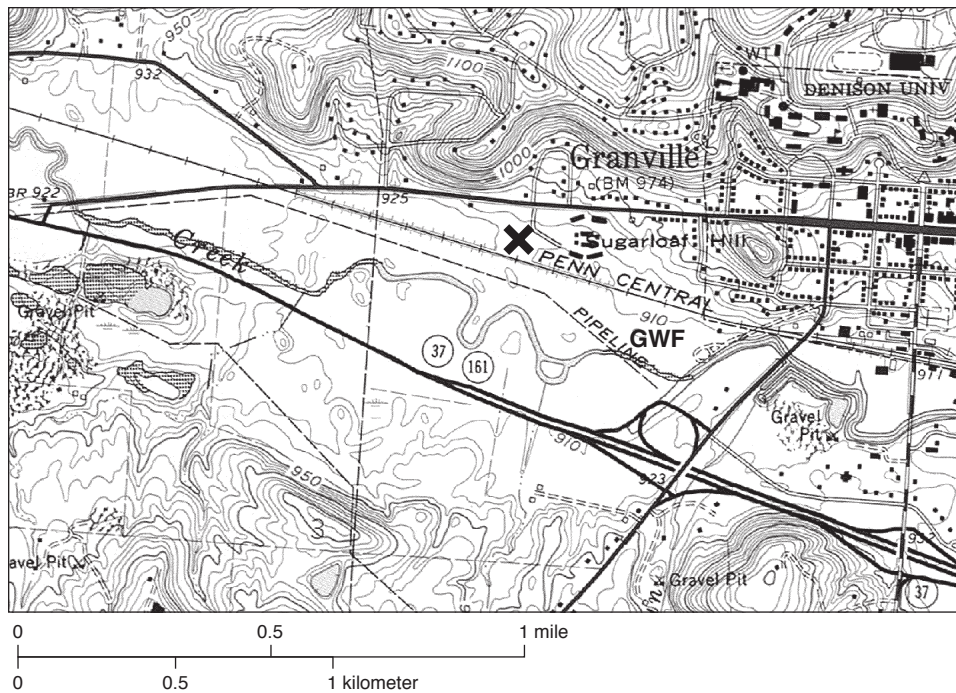 950
932
1100
WT
DENISON UNIV
1000
Granville
(BM 974)
BR 922
925
Creek
Sugarloaf Hill
PENN CENTRAL
Gravel Pit
910
PIPELINE
GWF
37
161
911
Gravel Pit
910
923
950
3
932
Gravel Pit
37
0 0.5 1 mile
0 0.5 1 kilometer